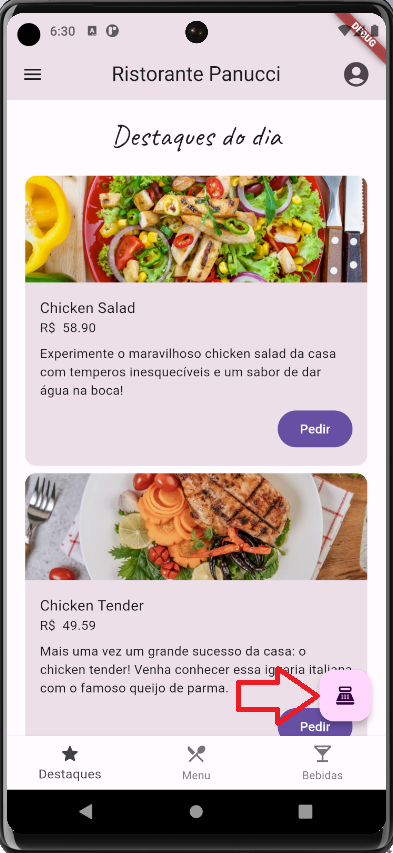 6:30
DEBUG
Ristorante Panucci
Destaques do dia
Chicken Salad
R$ 58.90
Experimente o maravilhoso chicken salad da casa
com temperos inesquecíveis e um sabor de dar
água na boca!
Pedir
Chicken Tender
R$ 49.59
Mais uma vez um grande sucesso da casa: o
chicken tender! Venha conhecer essa iguaria italiana
com o famoso queijo de parma.
Pedir
Destaques
Menu
Bebidas